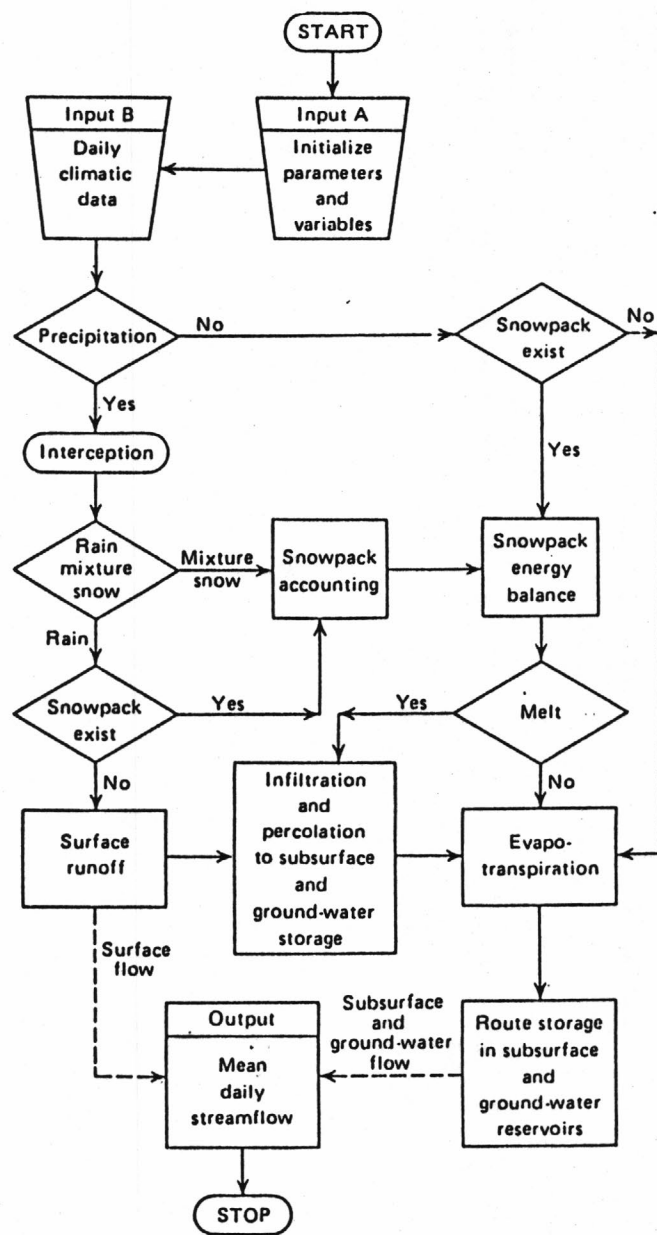 START
Input B
Daily
climatic
data
Input A
Initialize
parameters
and
variables
Precipitation
No
Snowpack
exist
No
Yes
Interception
Yes
Rain
mixture
snow
Mixture
snow
Snowpack
accounting
Snowpack
energy
balance
Rain
Snowpack
exist
Yes
Yes
Melt
No
Surface
runoff
Infiltration
and
percolation
to subsurface
and
ground-water
storage
No
Evapo-
transpiration
Surface
flow
Output
Mean
daily
streamflow
Subsurface
and
ground-water
flow
Route storage
in subsurface
and
ground-water
reservoirs
STOP